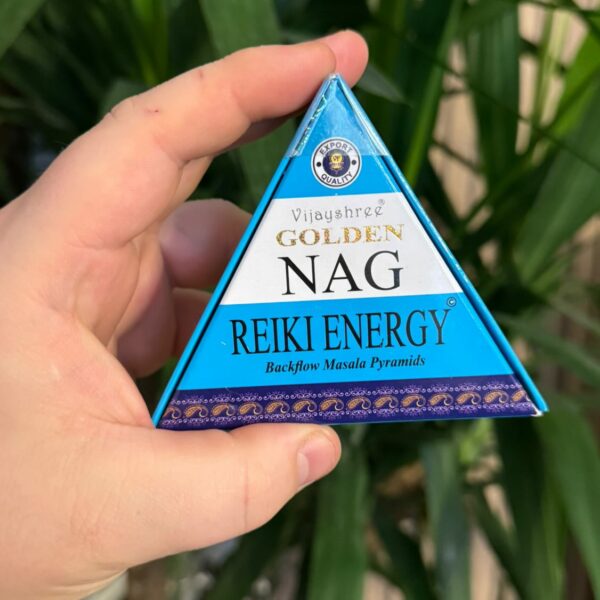 EXPORT
QUALITY
Vijayshree®
GOLDEN
NAG
REIKI ENERGY©
Backflow Masala Pyramids